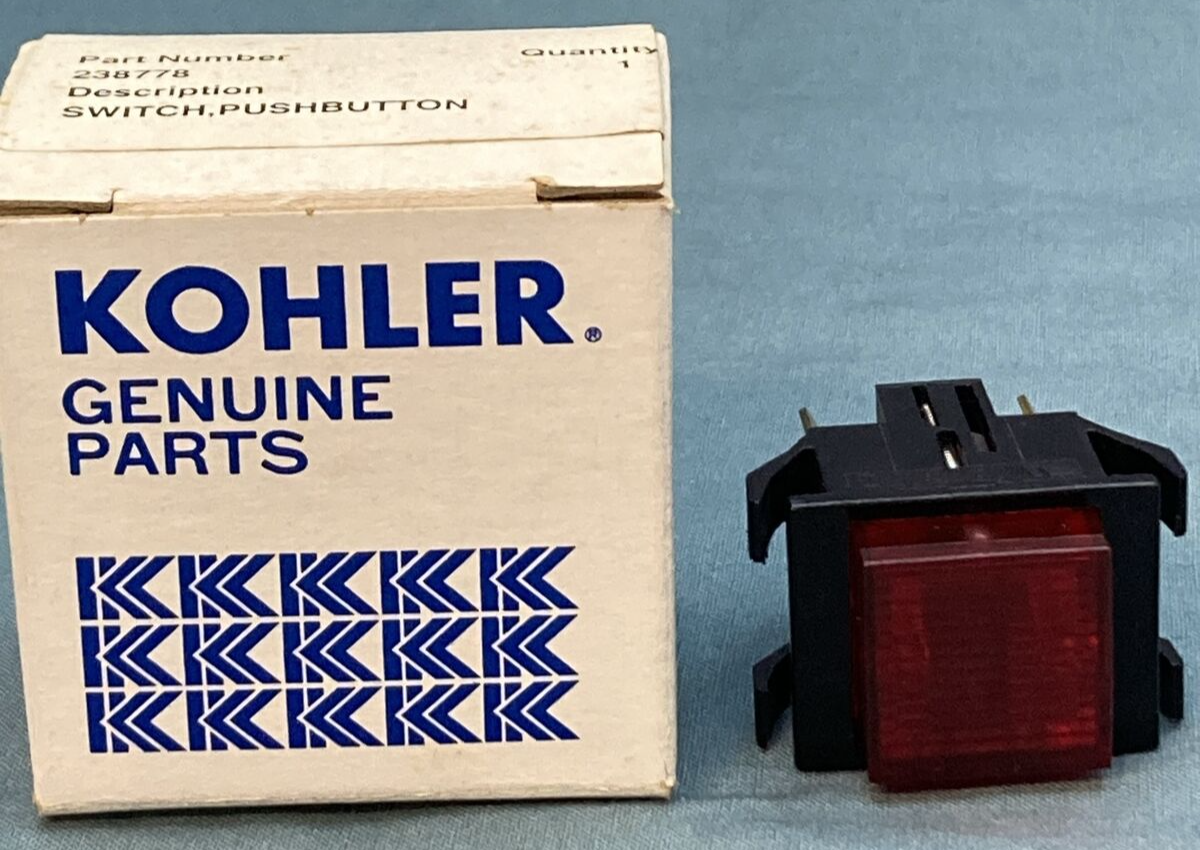 Part Number Quantity
238778 1
Description
SWITCH,PUSHBUTTON
KOHLER®
GENUINE
PARTS